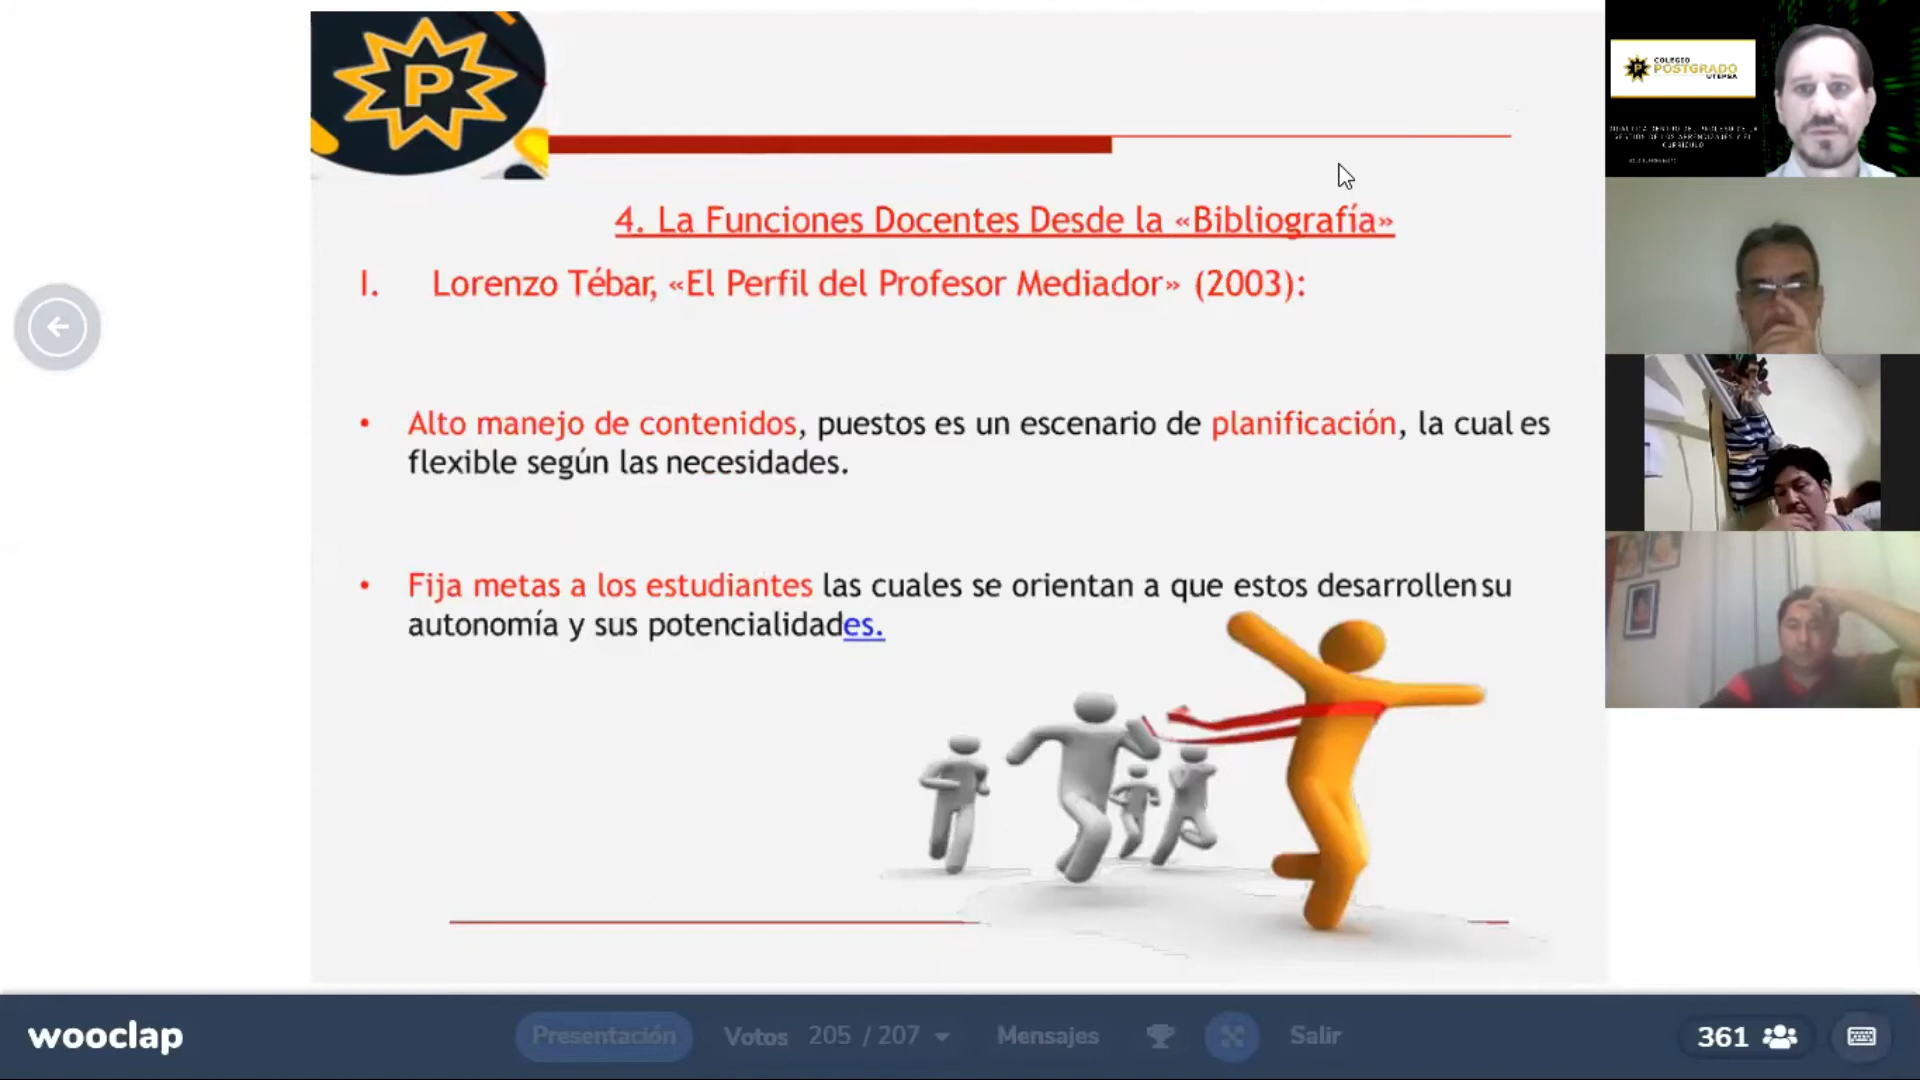 P
4. La Funciones Docentes Desde la «Bibliografía»
I. Lorenzo Tébar, «El Perfil del Profesor Mediador» (2003):
• Alto manejo de contenidos, puestos es un escenario de planificación, la cual es
flexible según las necesidades.
• Fija metas a los estudiantes las cuales se orientan a que estos desarrollen su
autonomía y sus potencialidades.
COLEGIO
POSTGRADO
UTEPSA
CURRÍCULO
wooclap
Presentación
Votos 205 / 207
Mensajes
Salir
361